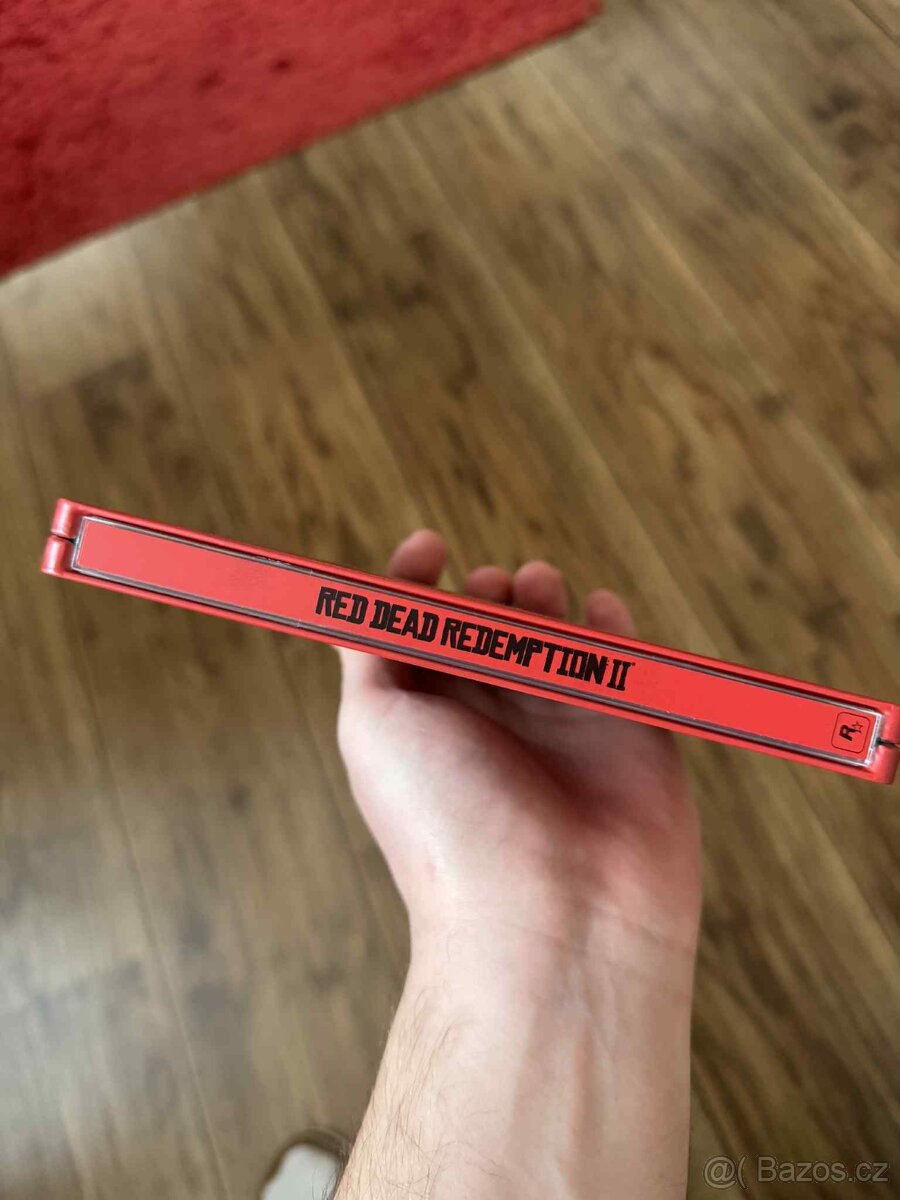 RED DEAD REDEMPTION II
R
@( Bazos.cz